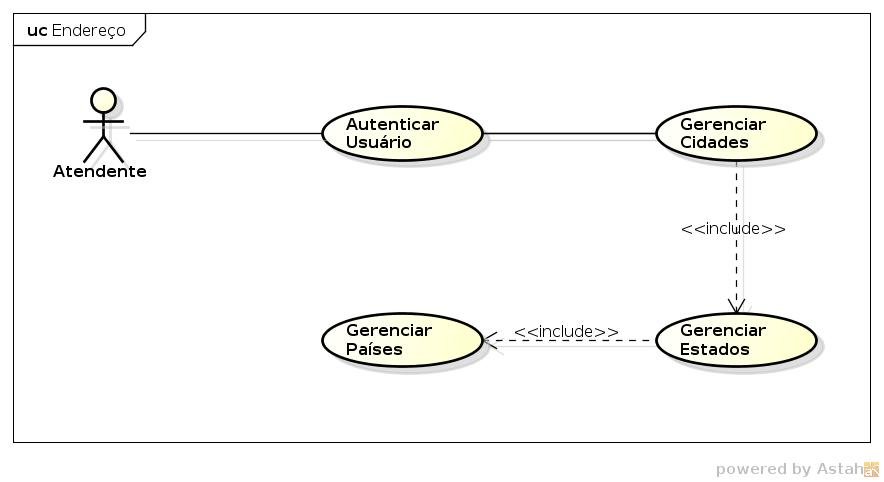 uc Endereço
Autenticar
Usuário
Gerenciar
Cidades
Atendente
<<include>>
Gerenciar
Países
<<include>>
Gerenciar
Estados
powered by Astah